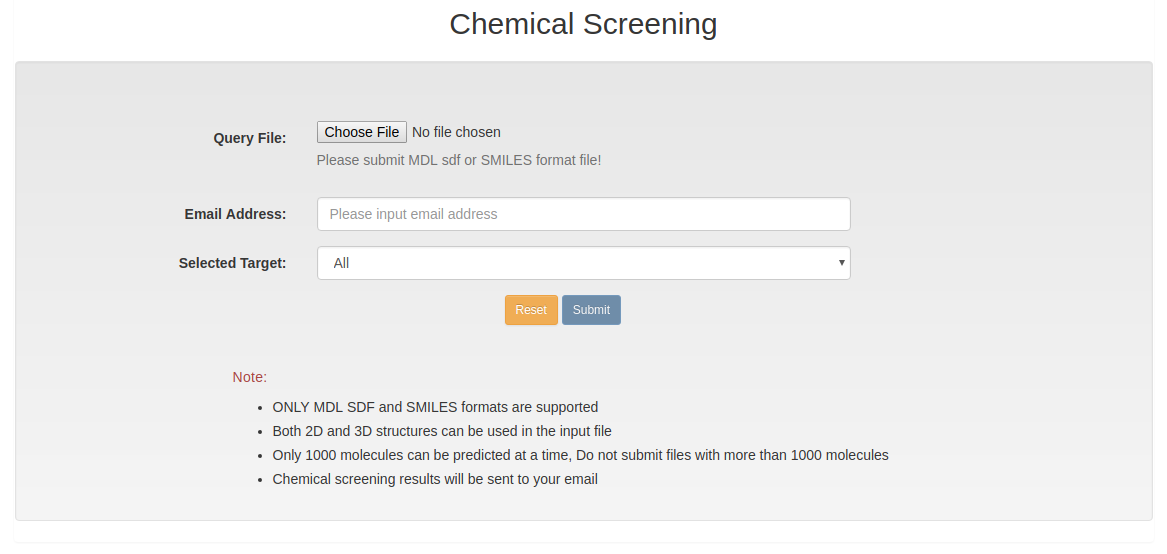 Chemical Screening
Query File: Choose File No file chosen
Please submit MDL sdf or SMILES format file!
Email Address: Please input email address
Selected Target: All
Reset Submit
Note:
• ONLY MDL SDF and SMILES formats are supported
• Both 2D and 3D structures can be used in the input file
• Only 1000 molecules can be predicted at a time, Do not submit files with more than 1000 molecules
• Chemical screening results will be sent to your email